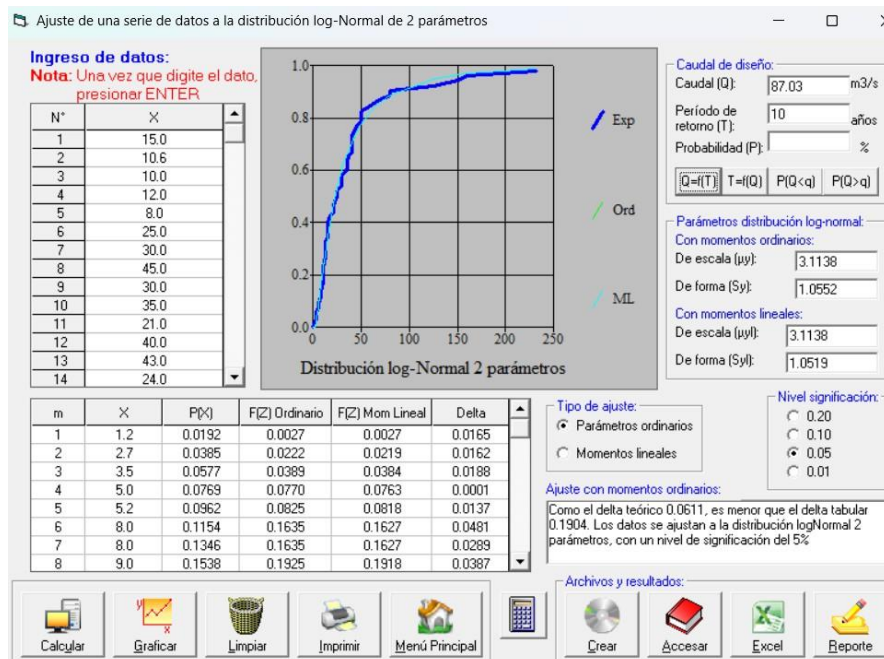 Ajuste de una serie de datos a la distribución log-Normal de 2 parámetros
Ingreso de datos:
Nota: Una vez que digite el dato,
presionar ENTER
N° X
1 15.0
2 10.6
3 10.0
4 12.0
5 8.0
6 25.0
7 30.0
8 45.0
9 30.0
10 35.0
11 21.0
12 40.0
13 43.0
14 24.0
1.0
0.8
0.6
0.4
0.2
0.0
0 50 100 150 200 250
Distribución log-Normal 2 parámetros
Exp
Ord
ML
Caudal de diseño:
Caudal (Q): 87.03 m3/s
Período de
retorno (T): 10 años
Probabilidad (P): %
Q=f(T) T=f(Q) P(Q<q) P(Q>q)
Parámetros distribución log-normal:
Con momentos ordinarios:
De escala (µy): 3.1138
De forma (Sy): 1.0552
Con momentos lineales:
De escala (µyl): 3.1138
De forma (Syl): 1.0519
m X P(X) F(Z) Ordinario F(Z) Mom Lineal Delta
1 1.2 0.0192 0.0027 0.0027 0.0165
2 2.7 0.0385 0.0222 0.0219 0.0162
3 3.5 0.0577 0.0389 0.0384 0.0188
4 5.0 0.0769 0.0770 0.0763 0.0001
5 5.2 0.0962 0.0825 0.0818 0.0137
6 8.0 0.1154 0.1635 0.1627 0.0481
7 8.0 0.1346 0.1635 0.1627 0.0289
8 9.0 0.1538 0.1925 0.1918 0.0387
Tipo de ajuste:
Parámetros ordinarios
Momentos lineales
Nivel significación:
0.20
0.10
0.05
0.01
Ajuste con momentos ordinarios:
Como el delta teórico 0.0611, es menor que el delta tabular
0.1904. Los datos se ajustan a la distribución logNormal 2
parámetros, con un nivel de significación del 5%
Archivos y resultados:
Calcular Graficar Limpiar Imprimir Menú Principal Crear Accesar Excel Reporte